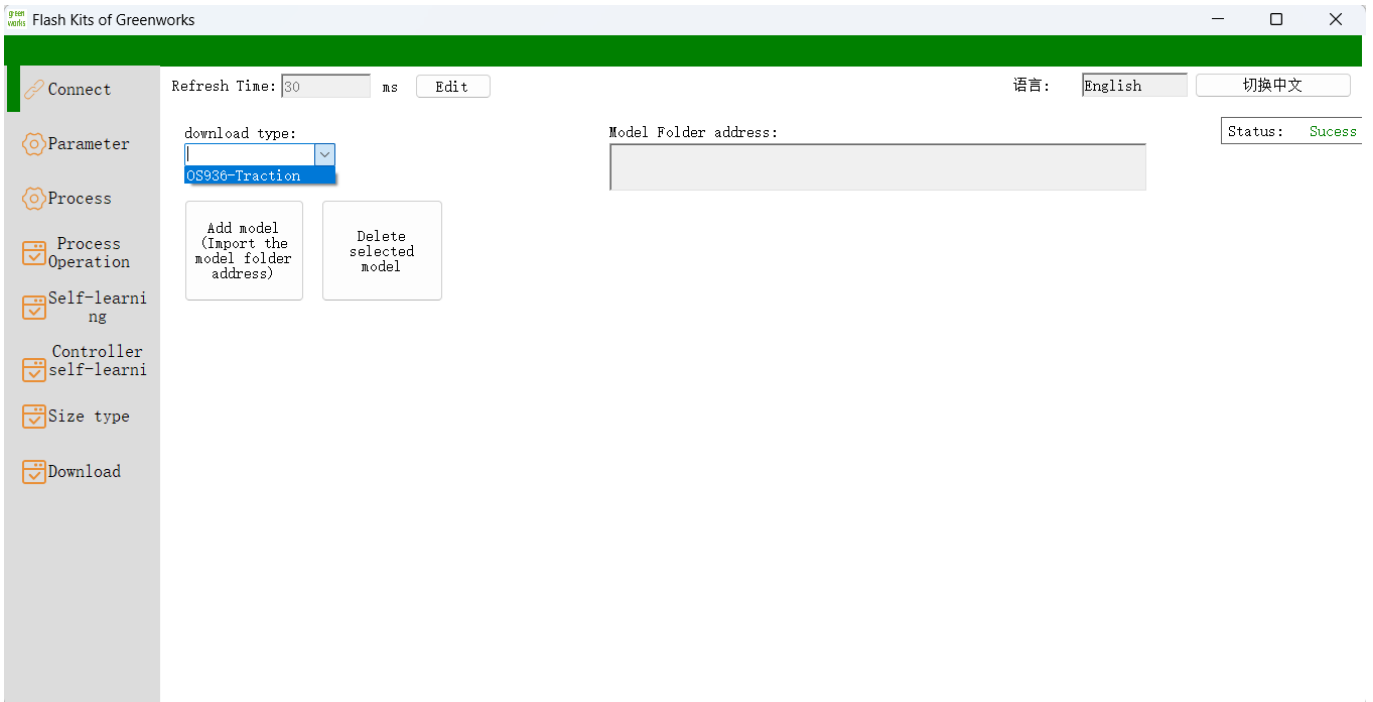 green works Flash Kits of Greenworks
Connect
Parameter
Process
Process
Operation
Self-learni
ng
Controller
self-learni
Size type
Download
Refresh Time: 30 ms Edit
语言: English 切换中文
download type:
OS936-Traction
Model Folder address:
Status: Sucess
Add model
(Import the
model folder
address)
Delete
selected
model